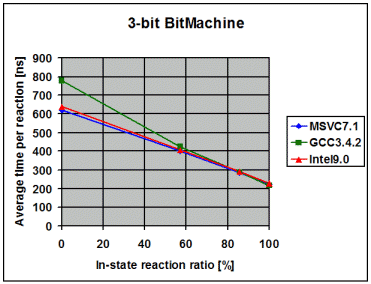 3-bit BitMachine
Average time per reaction [ns]
900
800
700
600
500
400
300
200
100
0
0 20 40 60 80 100
In-state reaction ratio [%]
MSVC7.1
GCC3.4.2
Intel9.0